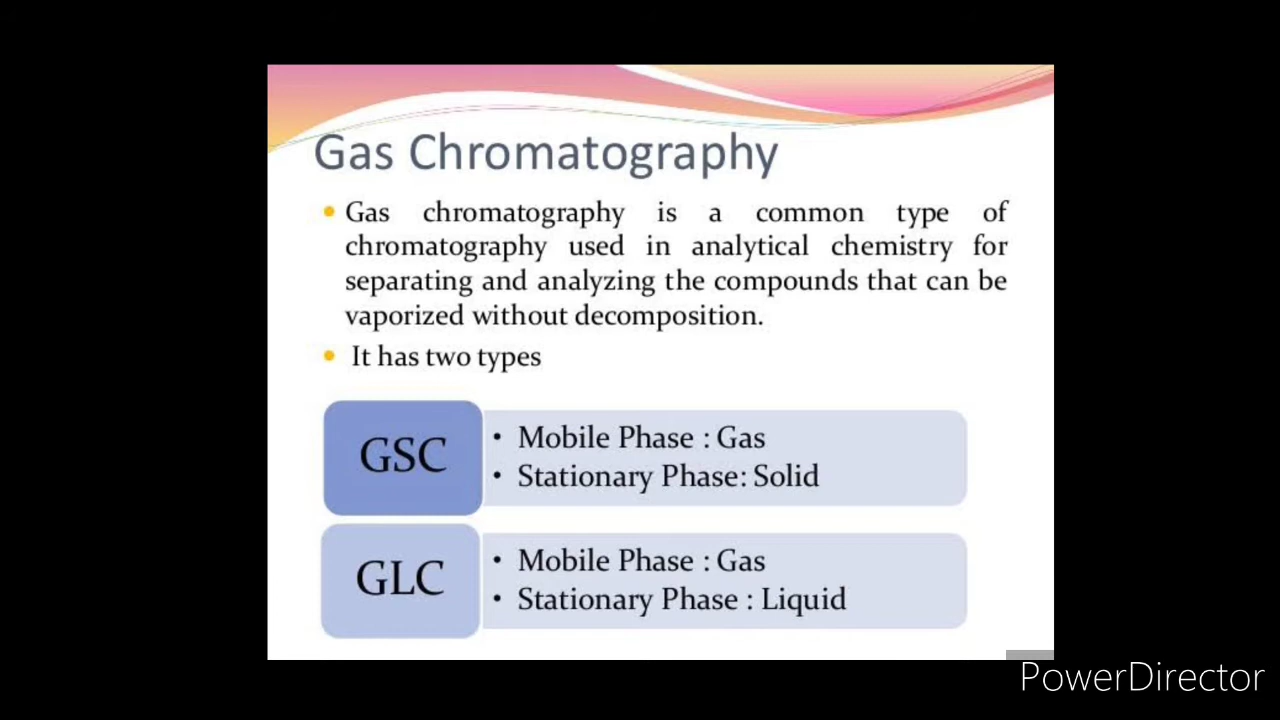 Gas Chromatography
• Gas chromatography is a common type of
chromatography used in analytical chemistry for
separating and analyzing the compounds that can be
vaporized without decomposition.
• It has two types
GSC
• Mobile Phase : Gas
• Stationary Phase: Solid
GLC
• Mobile Phase : Gas
• Stationary Phase : Liquid
PowerDirector